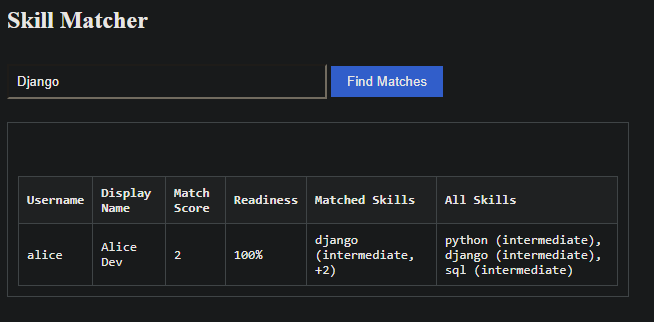 Skill Matcher
Django
Find Matches
Username
Display
Name
Match
Score
Readiness
Matched Skills
All Skills
alice
Alice
Dev
2
100%
django
(intermediate,
+2)
python (intermediate),
django (intermediate),
sql (intermediate)